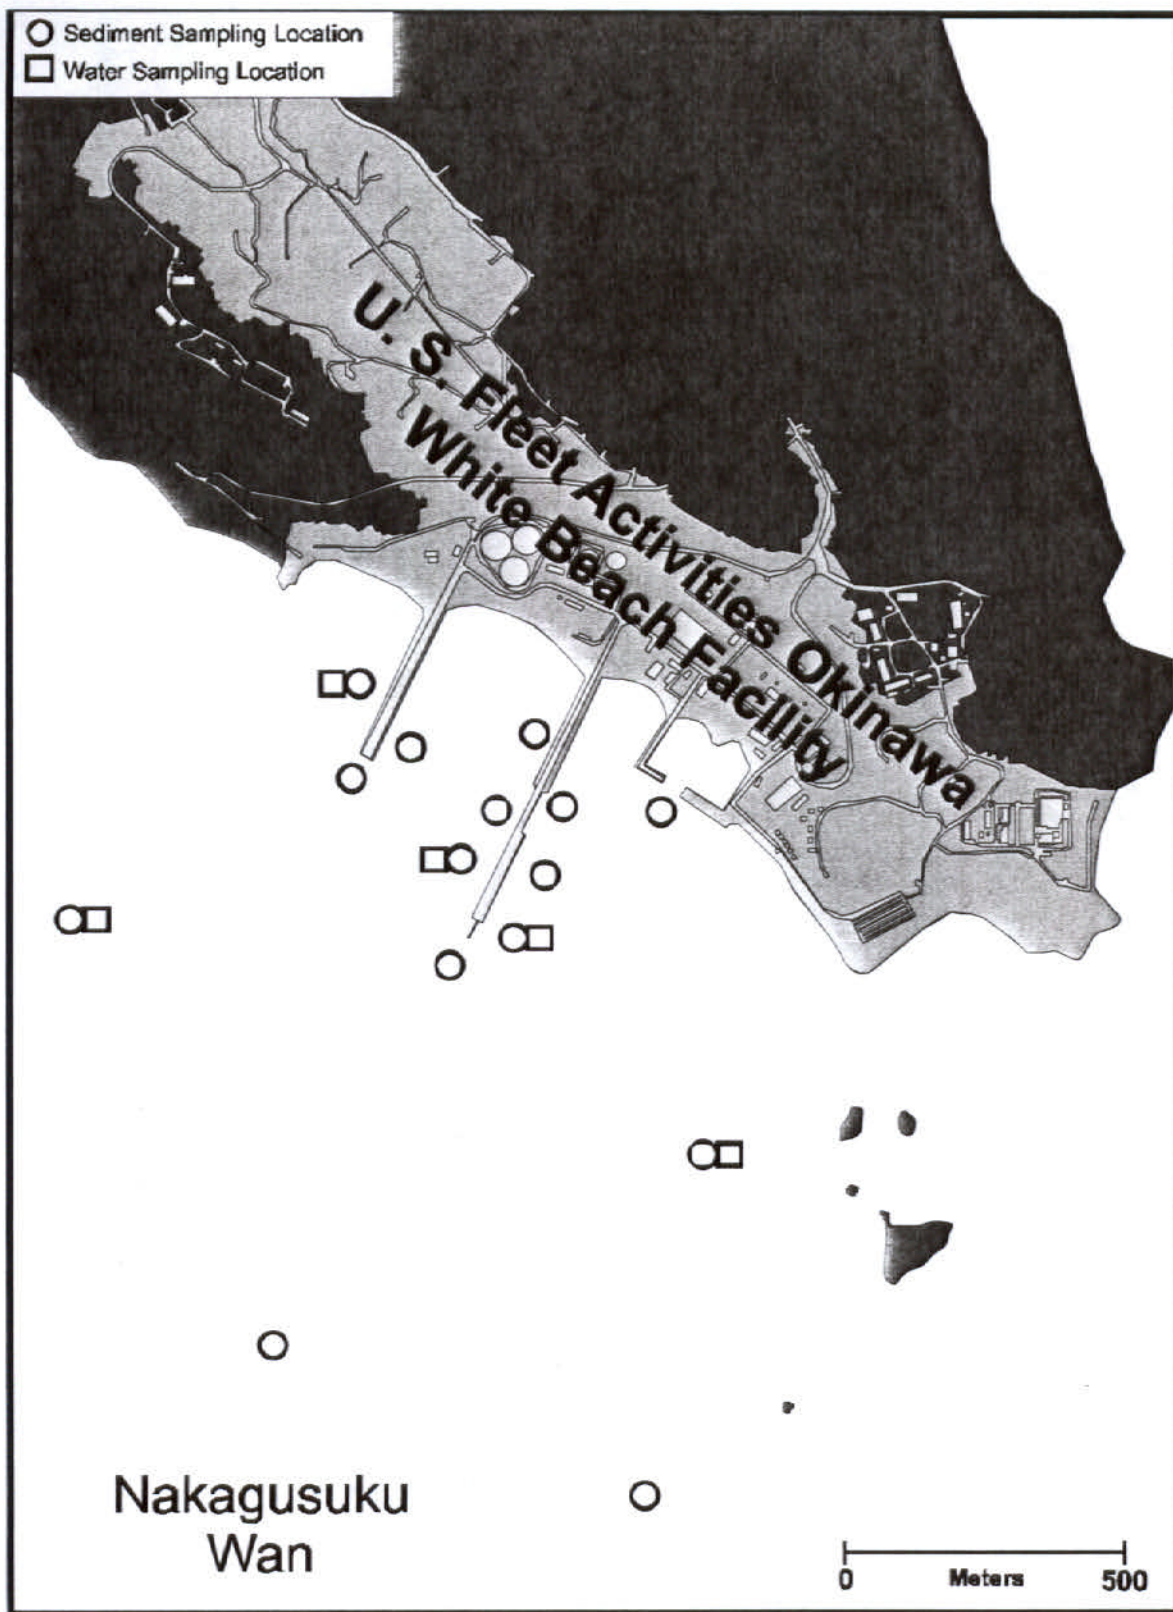 Sediment Sampling Location
Water Sampling Location
U. S. Fleet Activities Okinawa
White Beach Facility
Nakagusuku
Wan
0 Meters 500